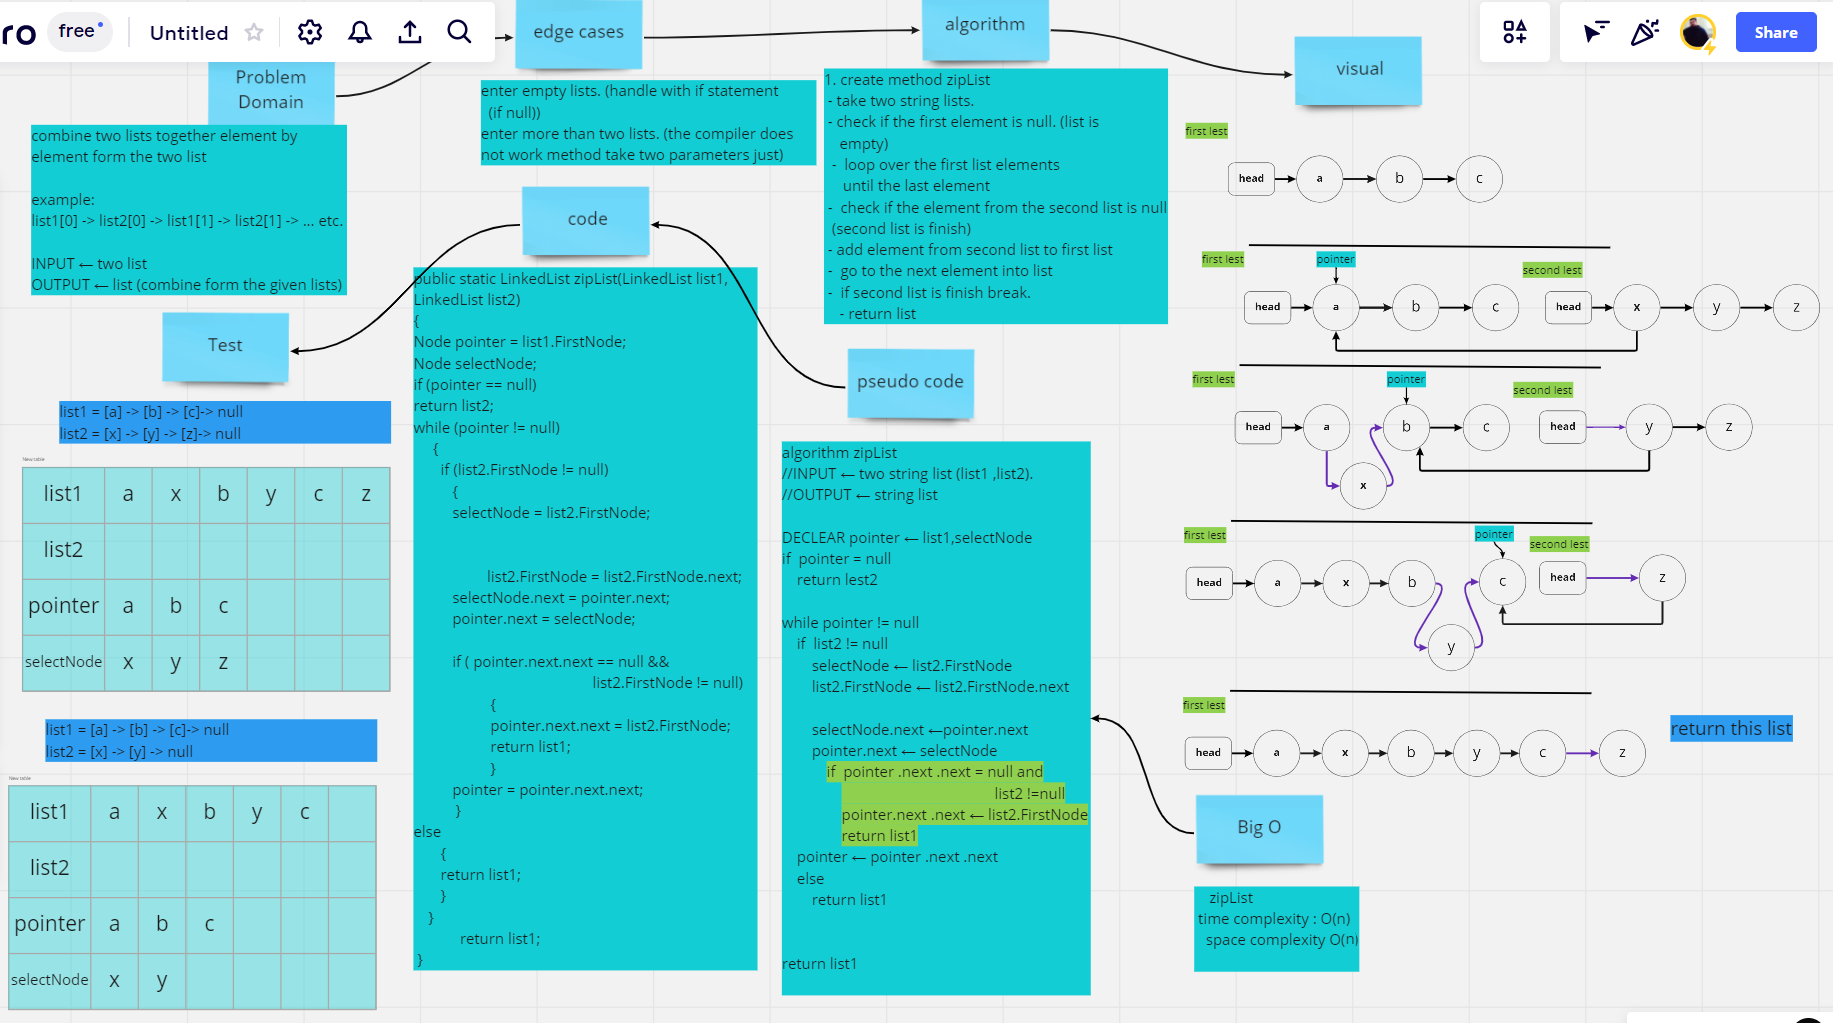 ro free Untitled
Share
Problem
Domain
combine two lists together element by
element form the two list
example:
list1[0] -> list2[0] -> list1[1] -> list2[1] -> ... etc.
INPUT ← two list
OUTPUT ← list (combine form the given lists)
edge cases
enter empty lists. (handle with if statement
(if null))
enter more than two lists. (the compiler does
not work method take two parameters just)
algorithm
1. create method zipList
- take two string lists.
- check if the first element is null. (list is
empty)
- loop over the first list elements
until the last element
- check if the element from the second list is null
(second list is finish)
- add element from second list to first list
- go to the next element into list
- if second list is finish break.
- return list
visual
first lest
head a b c
first lest
pointer
second lest
head a b c head x y z
first lest
pointer
second lest
head a b c head y z
x
first lest
pointer
second lest
head a x b c head z
y
first lest
head a x b y c z
return this list
Big O
zipList
time complexity : O(n)
space complexity O(n)
pseudo code
algorithm zipList
//INPUT ← two string list (list1 ,list2).
//OUTPUT ← string list
DECLEAR pointer ← list1,selectNode
if pointer = null
return lest2
while pointer != null
if list2 != null
selectNode ← list2.FirstNode
list2.FirstNode ← list2.FirstNode.next
selectNode.next ←pointer.next
pointer.next ← selectNode
if pointer .next .next = null and
list2 !=null
pointer.next .next ← list2.FirstNode
return list1
pointer ← pointer .next .next
else
return list1
return list1
code
public static LinkedList zipList(LinkedList list1,
LinkedList list2)
{
Node pointer = list1.FirstNode;
Node selectNode;
if (pointer == null)
return list2;
while (pointer != null)
{
if (list2.FirstNode != null)
{
selectNode = list2.FirstNode;
list2.FirstNode = list2.FirstNode.next;
selectNode.next = pointer.next;
pointer.next = selectNode;
if ( pointer.next.next == null &&
list2.FirstNode != null)
{
pointer.next.next = list2.FirstNode;
return list1;
}
pointer = pointer.next.next;
}
else
{
return list1;
}
}
return list1;
}
Test
list1 = [a] -> [b] -> [c]-> null
list2 = [x] -> [y] -> [z]-> null
New table
list1 a x b y c z
list2
pointer a b c
selectNode x y z
list1 = [a] -> [b] -> [c]-> null
list2 = [x] -> [y] -> null
New table
list1 a x b y c
list2
pointer a b c
selectNode x y